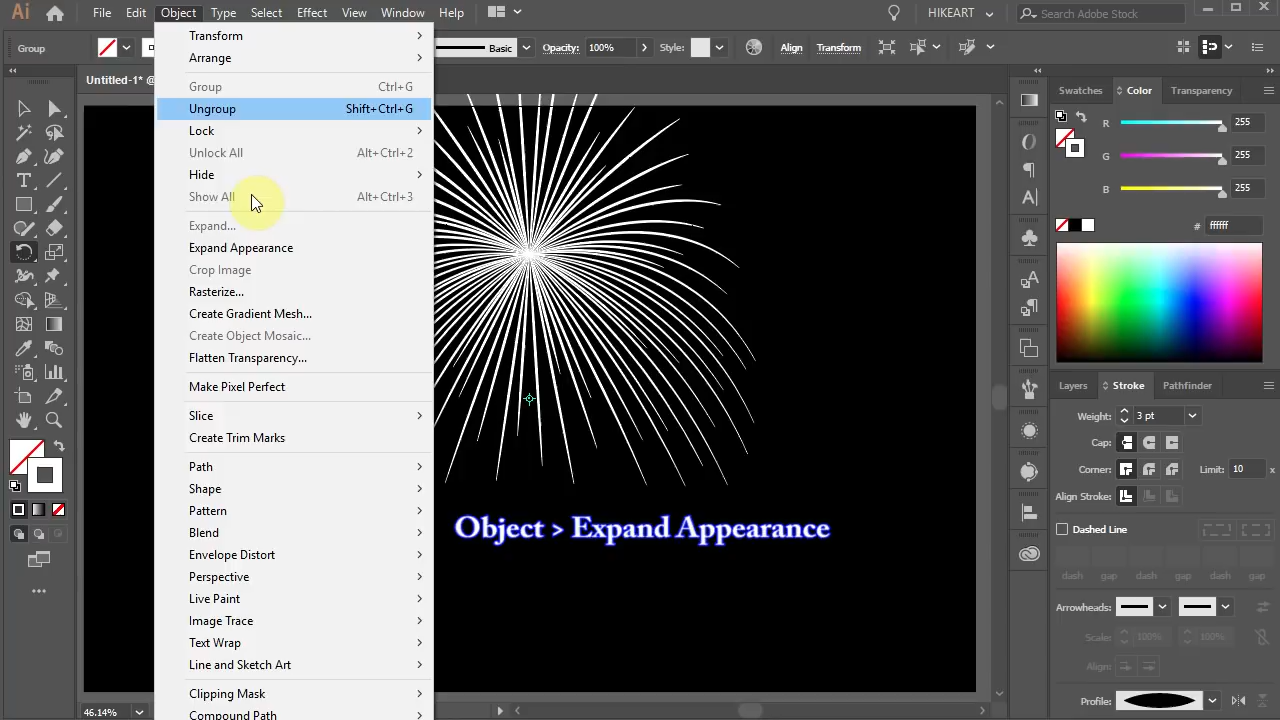 Ai File Edit Object Type Select Effect View Window Help HIKEART Search Adobe Stock
Group Basic Opacity: 100% Style: Align Transform
Untitled-1* @
Transform
Arrange
Group Ctrl+G
Ungroup Shift+Ctrl+G
Lock
Unlock All Alt+Ctrl+2
Hide
Show All Alt+Ctrl+3
Expand...
Expand Appearance
Crop Image
Rasterize...
Create Gradient Mesh...
Create Object Mosaic...
Flatten Transparency...
Make Pixel Perfect
Slice
Create Trim Marks
Path
Shape
Pattern
Blend
Envelope Distort
Perspective
Live Paint
Image Trace
Text Wrap
Line and Sketch Art
Clipping Mask
Compound Path
Object > Expand Appearance
46.14%
Swatches Color Transparency
R 255
G 255
B 255
# ffffff
Layers Stroke Pathfinder
Weight: 3 pt
Cap:
Corner: Limit: 10 x
Align Stroke:
Dashed Line
dash gap dash gap dash gap
Arrowheads:
Scale: 100% 100%
Align:
Profile: